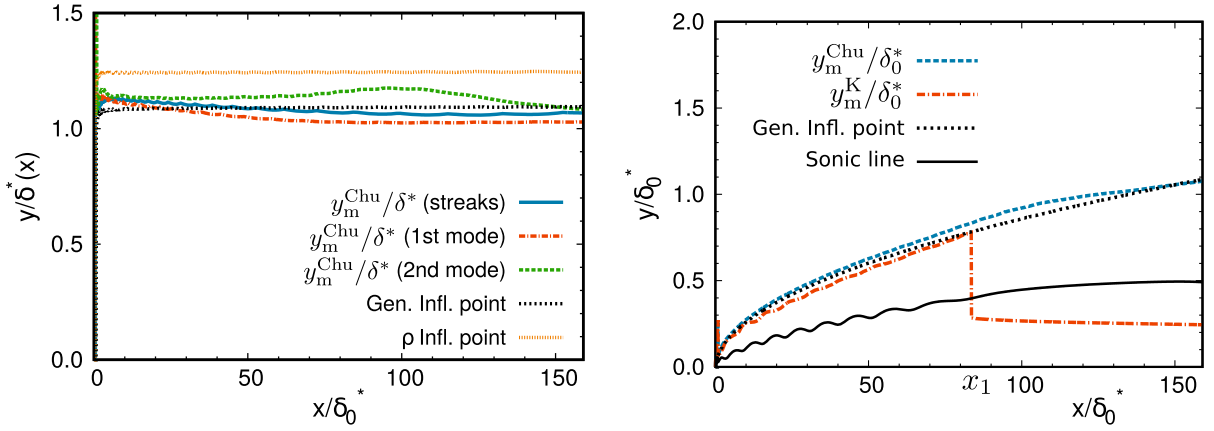 1.5
1.0
0.5
0.0
y/δ*(x)
y_m^Chu/δ* (streaks)
y_m^Chu/δ* (1st mode)
y_m^Chu/δ* (2nd mode)
Gen. Infl. point
ρ Infl. point
0 50 100 150
x/δ_0*
2.0
1.5
1.0
0.5
0.0
y/δ_0*
y_m^Chu/δ_0*
y_m^K/δ_0*
Gen. Infl. point
Sonic line
0 50 x_1 100 150
x/δ_0*